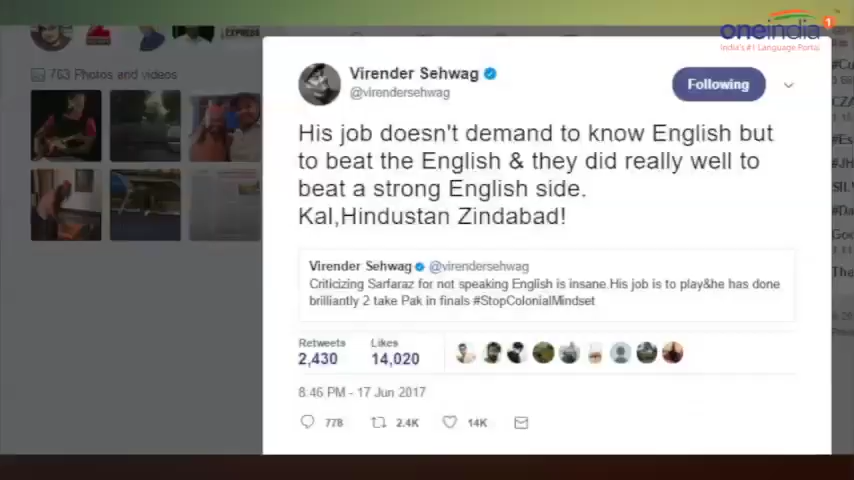 oneindia 1
India's #1 Language Portal
EXPRESS
763 Photos and videos
Virender Sehwag
@virendersehwag
Following
His job doesn't demand to know English but
to beat the English & they did really well to
beat a strong English side.
Kal,Hindustan Zindabad!
Virender Sehwag @virendersehwag
Criticizing Sarfaraz for not speaking English is insane.His job is to play&he has done
brilliantly 2 take Pak in finals #StopColonialMindset
Retweets Likes
2,430 14,020
8:46 PM - 17 Jun 2017
778 2.4K 14K